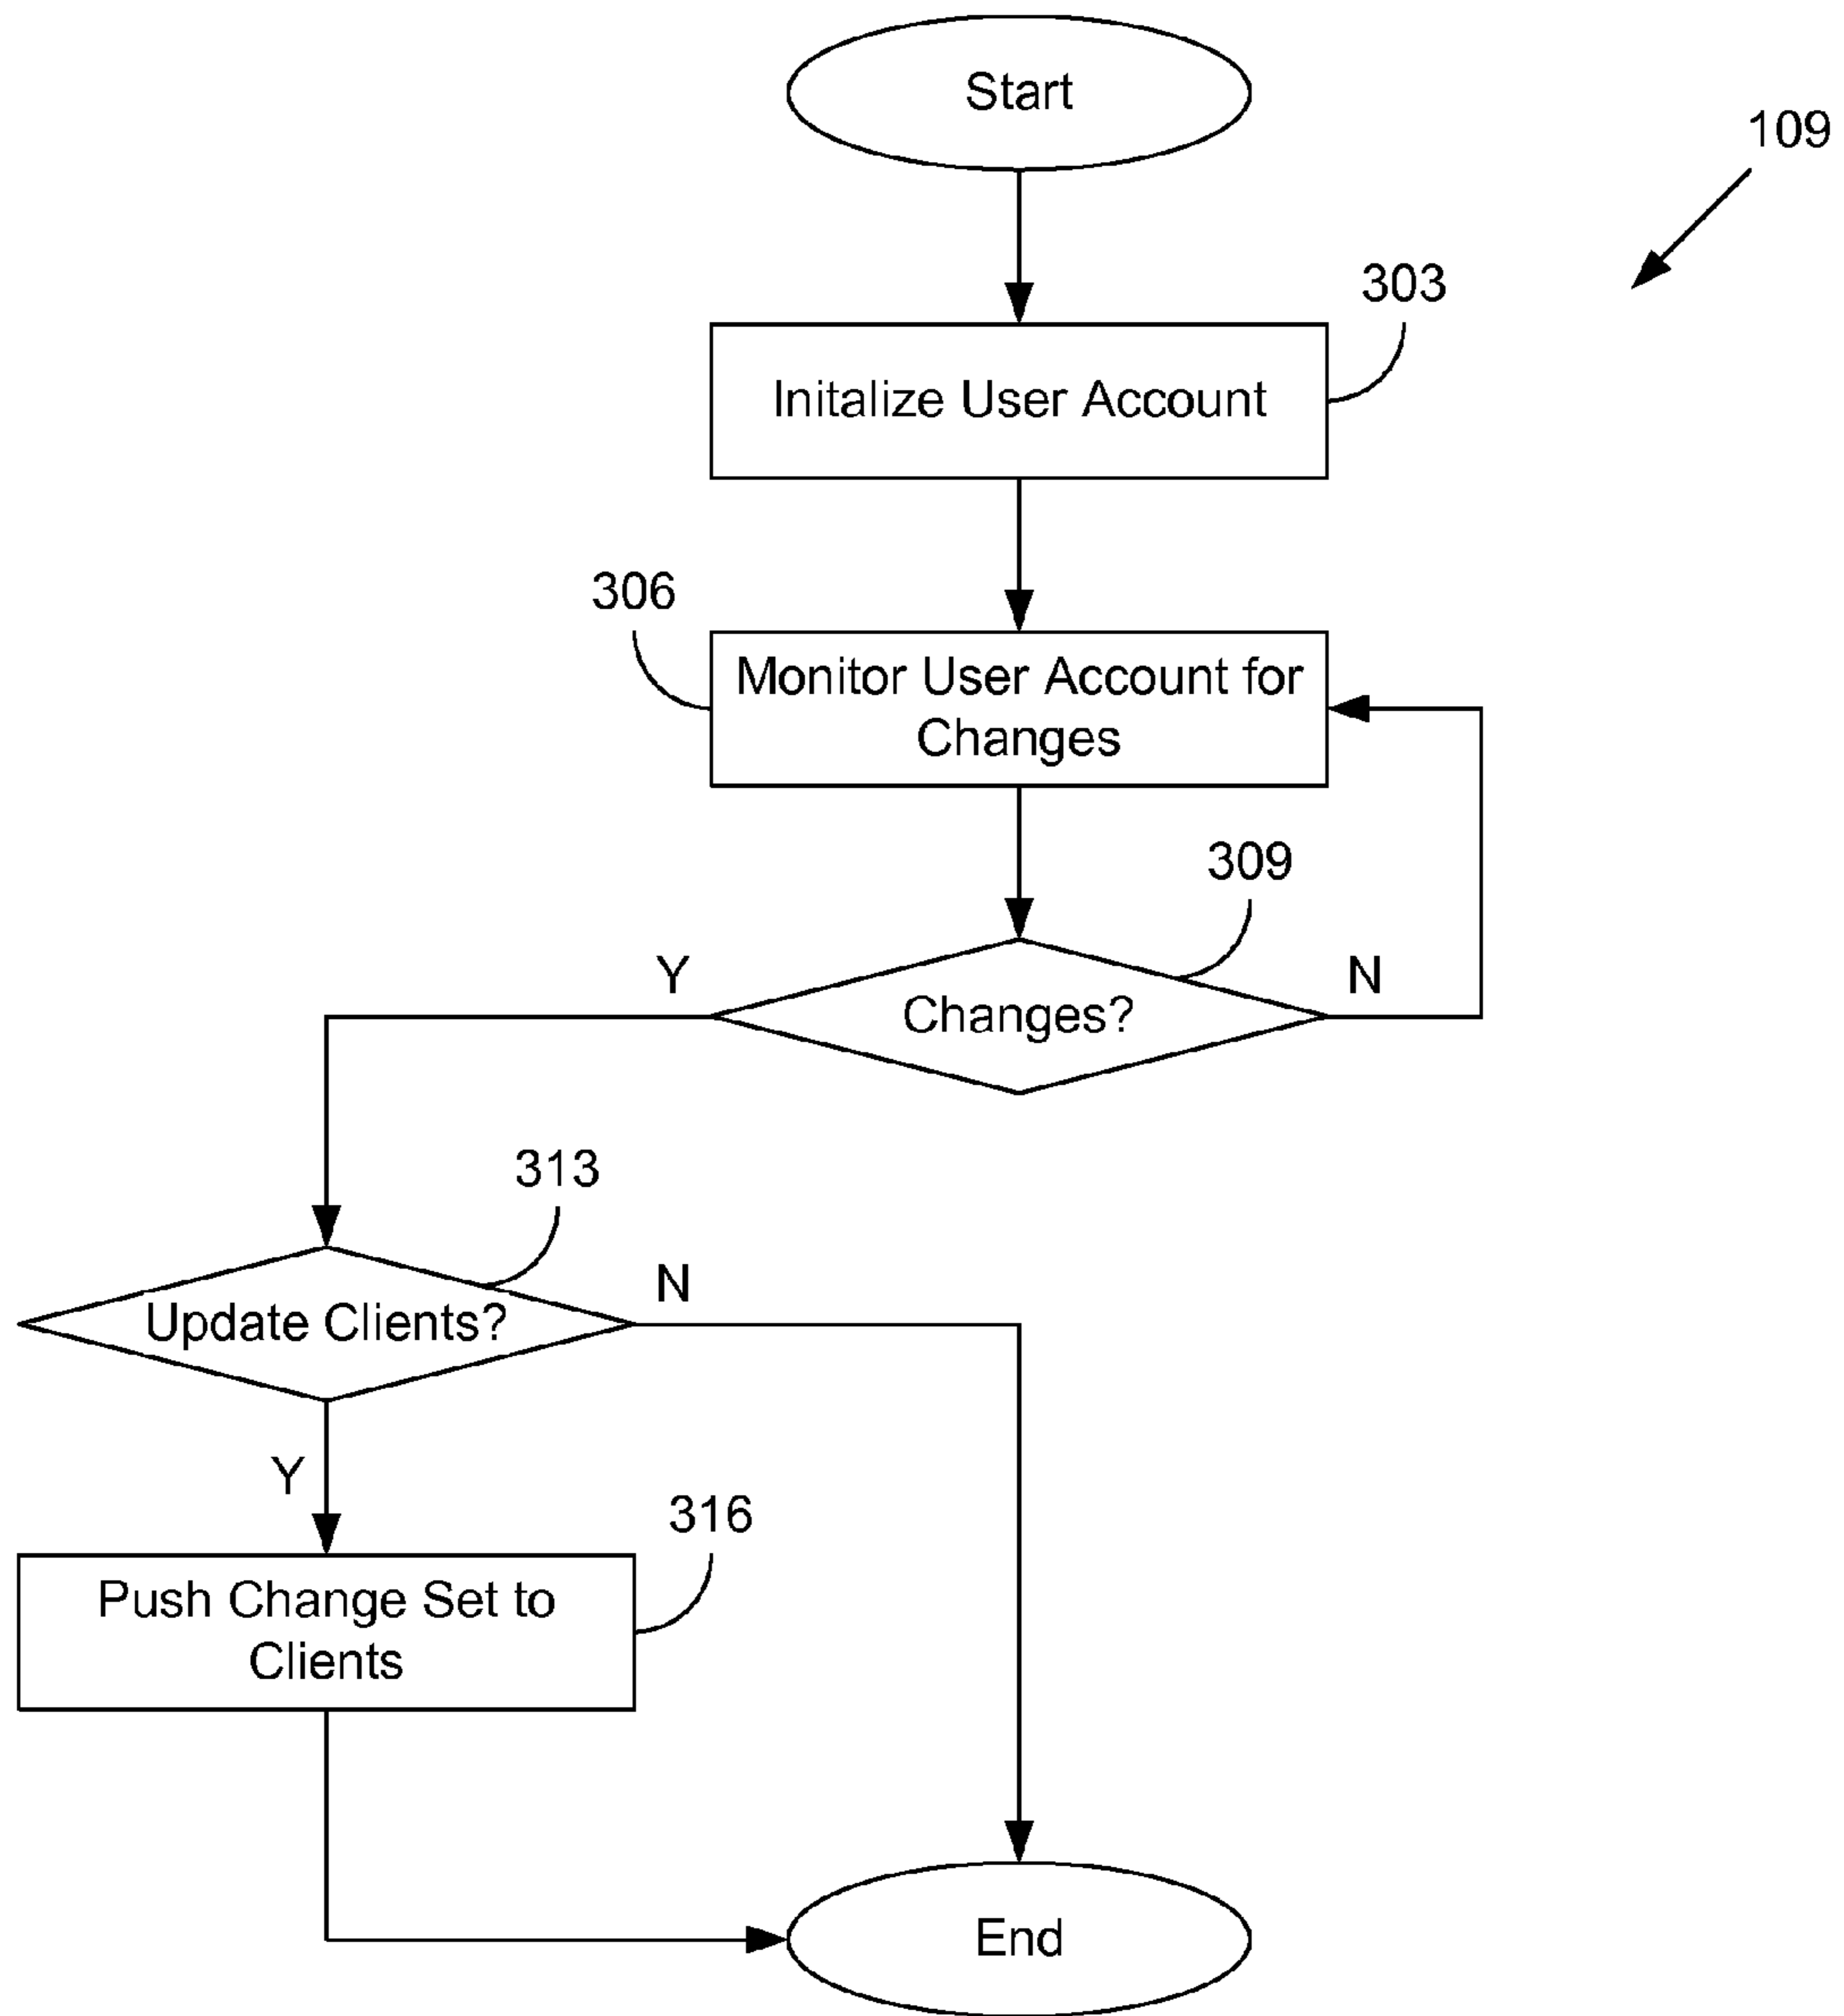 Start
109
303
Initalize User Account
306
Monitor User Account for
Changes
309
Y
N
Changes?
313
N
Update Clients?
Y
316
Push Change Set to
Clients
End